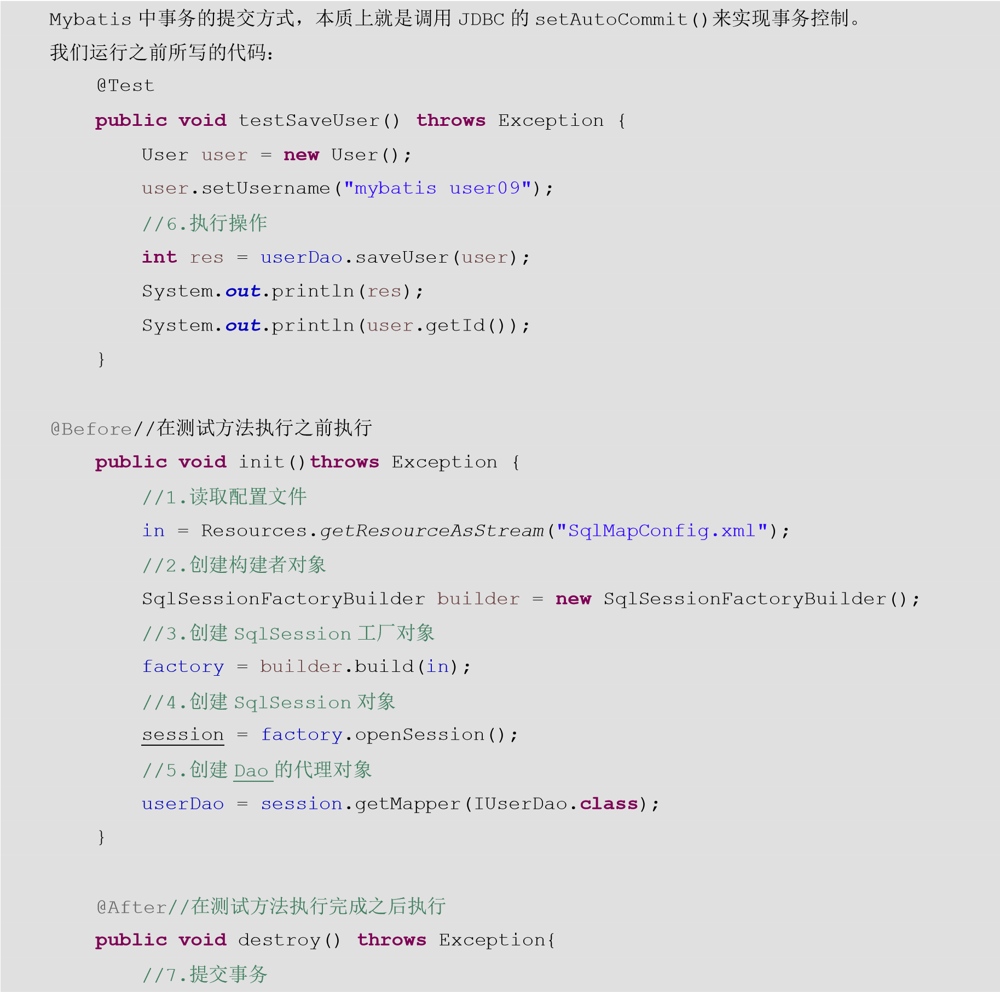 Mybatis 中事务的提交方式，本质上就是调用 JDBC 的 setAutoCommit()来实现事务控制。
我们运行之前所写的代码：
@Test
public void testSaveUser() throws Exception {
User user = new User();
user.setUsername("mybatis user09");
//6.执行操作
int res = userDao.saveUser(user);
System.out.println(res);
System.out.println(user.getId());
}
@Before//在测试方法执行之前执行
public void init()throws Exception {
//1.读取配置文件
in = Resources.getResourceAsStream("SqlMapConfig.xml");
//2.创建构建者对象
SqlSessionFactoryBuilder builder = new SqlSessionFactoryBuilder();
//3.创建 SqlSession 工厂对象
factory = builder.build(in);
//4.创建 SqlSession 对象
session = factory.openSession();
//5.创建 Dao 的代理对象
userDao = session.getMapper(IUserDao.class);
}
@After//在测试方法执行完成之后执行
public void destroy() throws Exception{
//7.提交事务